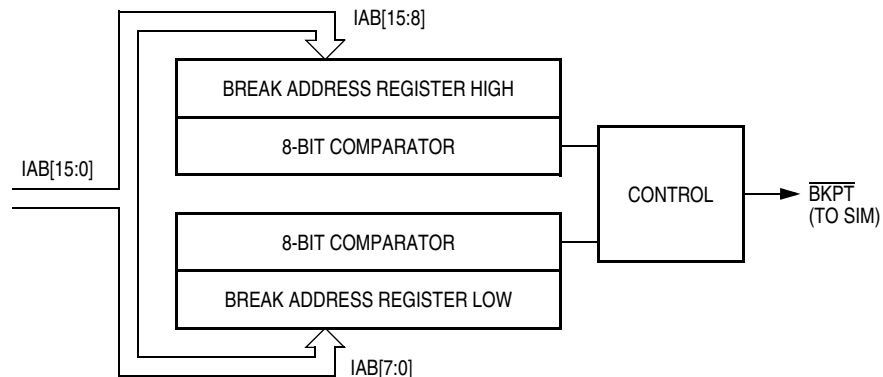 IAB[15:8]
BREAK ADDRESS REGISTER HIGH
8-BIT COMPARATOR
IAB[15:0]
CONTROL
BKPT
(TO SIM)
8-BIT COMPARATOR
BREAK ADDRESS REGISTER LOW
IAB[7:0]